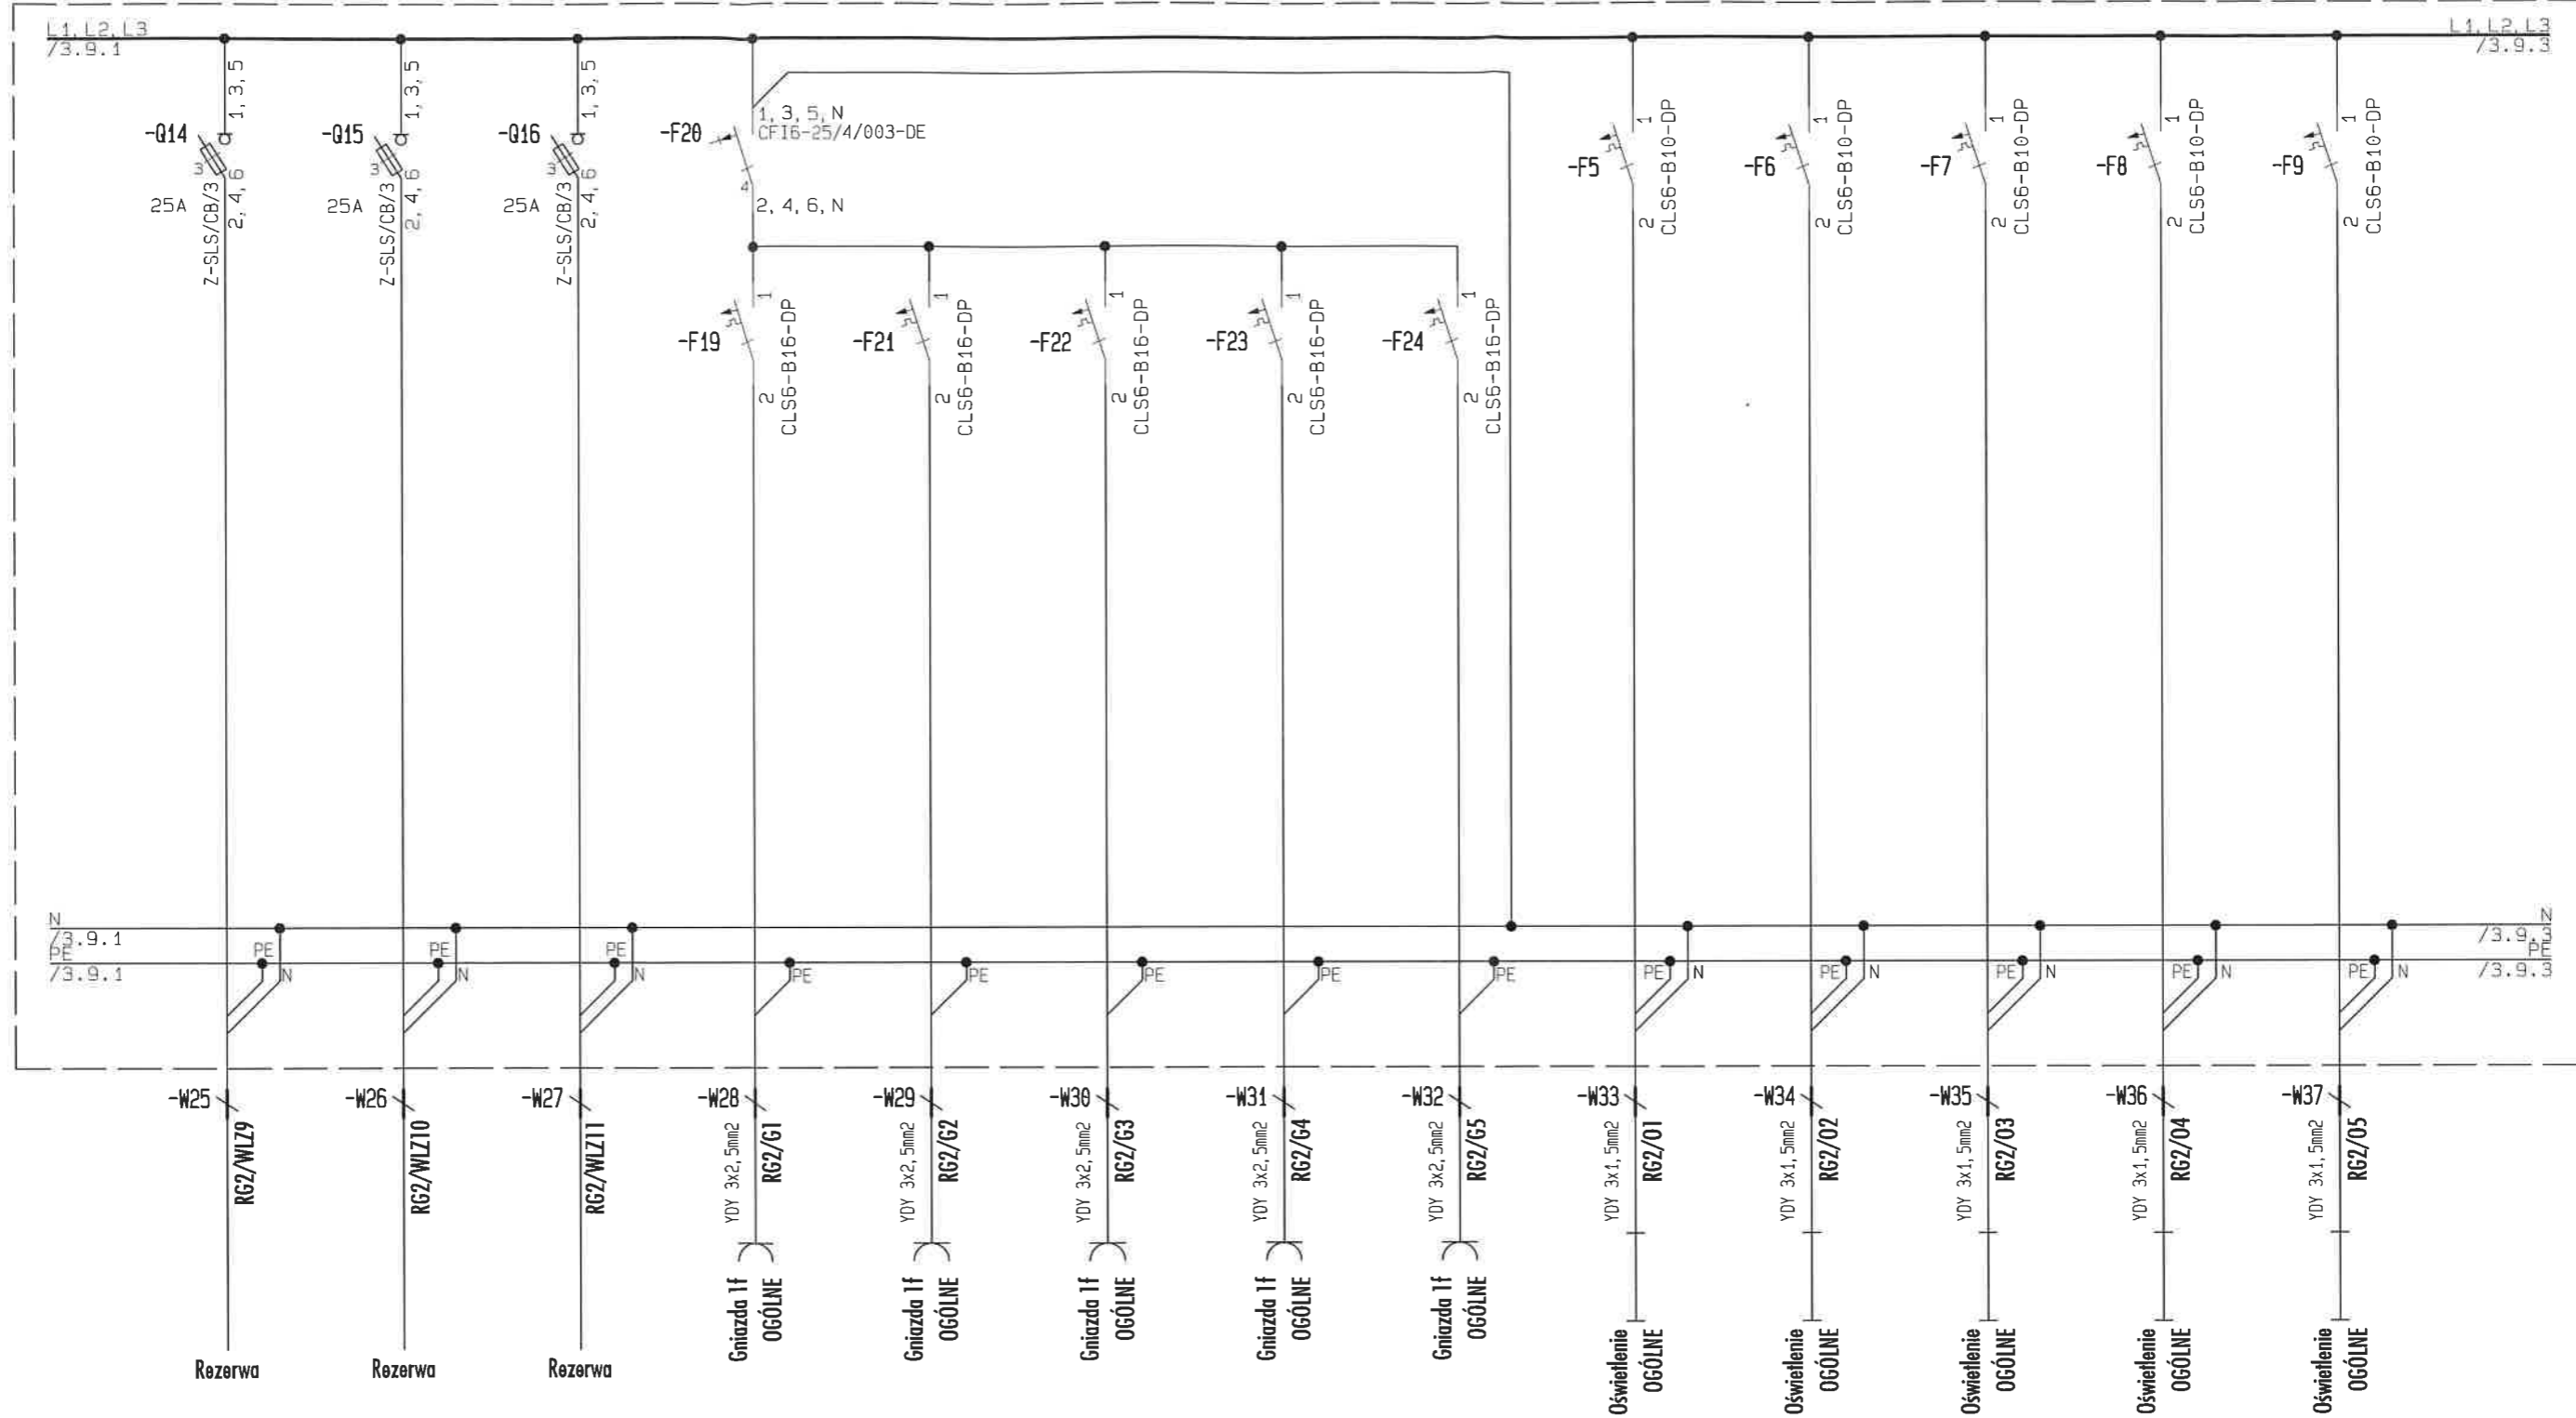 L1, L2, L3
/3.9.1
L1, L2, L3
/3.9.3
-Q14
1, 3, 5
3
2, 4, 6
25A
Z-SLS/CB/3
-Q15
1, 3, 5
3
2, 4, 6
25A
Z-SLS/CB/3
-Q16
1, 3, 5
3
2, 4, 6
25A
Z-SLS/CB/3
-F20
1, 3, 5, N
CFI6-25/4/003-DE
4
2, 4, 6, N
-F19
1
2
CLS6-B16-DP
-F21
1
2
CLS6-B16-DP
-F22
1
2
CLS6-B16-DP
-F23
1
2
CLS6-B16-DP
-F24
1
2
CLS6-B16-DP
-F5
1
2
CLS6-B10-DP
-F6
1
2
CLS6-B10-DP
-F7
1
2
CLS6-B10-DP
-F8
1
2
CLS6-B10-DP
-F9
1
2
CLS6-B10-DP
N
/3.9.1
PE
/3.9.1
N
/3.9.3
PE
/3.9.3
PE
N
PE
N
PE
N
PE
PE
PE
PE
PE
PE
N
PE
N
PE
N
PE
N
PE
N
-W25
RG2/WLZ9
Rezerwa
-W26
RG2/WLZ10
Rezerwa
-W27
RG2/WLZ11
Rezerwa
-W28
YDY 3x2,5mm2
RG2/G1
Gniazda 1f
OGÓLNE
-W29
YDY 3x2,5mm2
RG2/G2
Gniazda 1f
OGÓLNE
-W30
YDY 3x2,5mm2
RG2/G3
Gniazda 1f
OGÓLNE
-W31
YDY 3x2,5mm2
RG2/G4
Gniazda 1f
OGÓLNE
-W32
YDY 3x2,5mm2
RG2/G5
Gniazda 1f
OGÓLNE
-W33
YDY 3x1,5mm2
RG2/O1
Oświetlenie
OGÓLNE
-W34
YDY 3x1,5mm2
RG2/O2
Oświetlenie
OGÓLNE
-W35
YDY 3x1,5mm2
RG2/O3
Oświetlenie
OGÓLNE
-W36
YDY 3x1,5mm2
RG2/O4
Oświetlenie
OGÓLNE
-W37
YDY 3x1,5mm2
RG2/O5
Oświetlenie
OGÓLNE